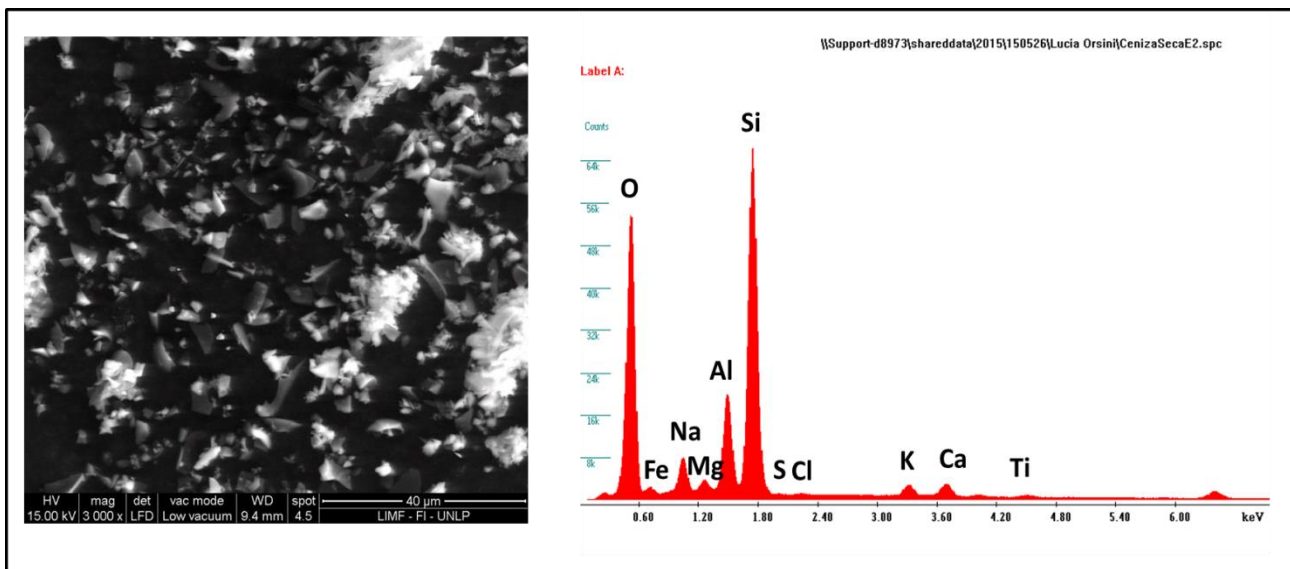 \\Support-d8973\shareddata\2015\150526\Lucia Orsini\CenizaSecaE2.spc
Label A:
Counts
64k
56k
48k
40k
32k
24k
16k
8k
O
Fe
Na
Mg
Al
Si
S
Cl
K
Ca
Ti
0.60
1.20
1.80
2.40
3.00
3.60
4.20
4.80
5.40
6.00
keV
HV
mag
det
vac mode
WD
spot
40 µm
15.00 kV
3 000 x
LFD
Low vacuum
9.4 mm
4.5
LIMF - FI - UNLP